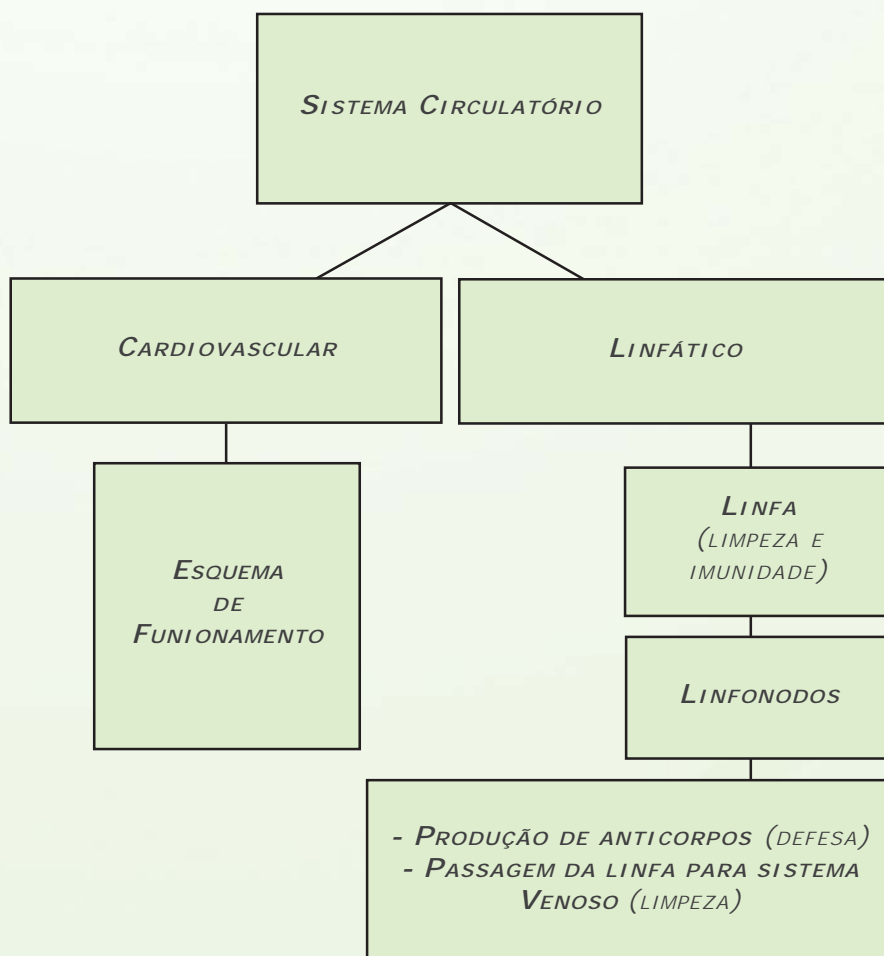 SISTEMA CIRCULATÓRIO
CARDIOVASCULAR
LINFÁTICO
ESQUEMA
DE
FUNIONAMENTO
LINFA
(LIMPEZA E
IMUNIDADE)
LINFONODOS
- PRODUÇÃO DE ANTICORPOS (DEFESA)
- PASSAGEM DA LINFA PARA SISTEMA
VENOSO (LIMPEZA)